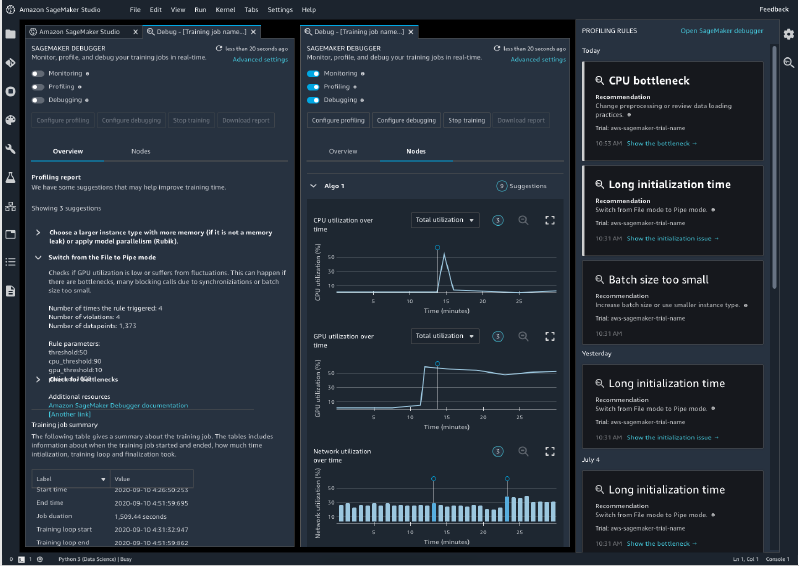 Amazon SageMaker Studio
File Edit View Run Kernel Tabs Settings Help
Feedback
Amazon SageMaker Studio
Debug - [Training job name...]
SAGEMAKER DEBUGGER
less than 20 seconds ago
Monitor, profile, and debug your training jobs in real-time.
Advanced settings
Monitoring
Profiling
Debugging
Configure profiling
Configure debugging
Stop training
Download report
Overview
Nodes
Profiling report
We have some suggestions that may help improve training time.
Showing 3 suggestions
Choose a larger instance type with more memory (if it is not a memory
leak) or apply model parallelism (Rubik).
Switch from the File to Pipe mode
Checks if GPU utilization is low or suffers from fluctuations. This can happen if
there are bottlenecks, many blocking calls due to synchroniziations or batch
size too small.
Number of times the rule triggered: 4
Number of violations: 4
Number of datapoints: 1,373
Rule parameters:
threshold:50
cpu_threshold:90
gpu_threshold:10
Check for bottlenecks
Additional resources
Amazon SageMaker Debugger documentation
[Another link]
Training job summary
The following table gives a summary about the training job. The table includes
information about when the training job started and ended, how much time
intialization, training loop and finalization took.
Label
Value
Start time 2020-09-10 4:26:50:253
End time 2020-09-10 4:51:59:695
Job duation 1,509.44 seconds
Training loop start 2020-09-10 4:31:32:947
Training loop end 2020-09-10 4:51:59:662
Debug - [Training job name...]
SAGEMAKER DEBUGGER
less than 20 seconds ago
Monitor, profile, and debug your training jobs in real-time.
Advanced settings
Monitoring
Profiling
Debugging
Configure profiling
Configure debugging
Stop training
Download report
Overview
Nodes
Algo 1
9 Suggestions
CPU utilization over
time
Total utilization
3
CPU utilization (%)
50
30
10
5 10 15 20 25
Time (minutes)
GPU utilization over
time
Total utilization
3
GPU utilization (%)
50
30
10
5 10 15 20 25
Time (minutes)
Network utilization
over time
3
Network utilization (%)
50
30
10
5 10 15 20 25
Time (minutes)
PROFILING RULES
Open SageMaker debugger
Today
CPU bottleneck
Recommendation
Change preprocessing or review data loading
practices.
Trial: aws-sagemaker-trial-name
10:33 AM Show the bottleneck →
Long initialization time
Recommendation
Switch from File mode to Pipe mode.
Trial: aws-sagemaker-trial-name
10:31 AM Show the initialization issue →
Batch size too small
Recommendation
Increase batch size or use smaller instance type.
Trial: aws-sagemaker-trial-name
10:31 AM
Yesterday
Long initialization time
Recommendation
Switch from File mode to Pipe mode.
Trial: aws-sagemaker-trial-name
10:31 AM Show the initialization issue →
July 4
Long initialization time
Recommendation
Switch from File mode to Pipe mode.
Trial: aws-sagemaker-trial-name
10:31 AM Show the bottleneck →
0
1
Python 3 (Data Science) | Busy
Ln 1, Col 1
Console 1